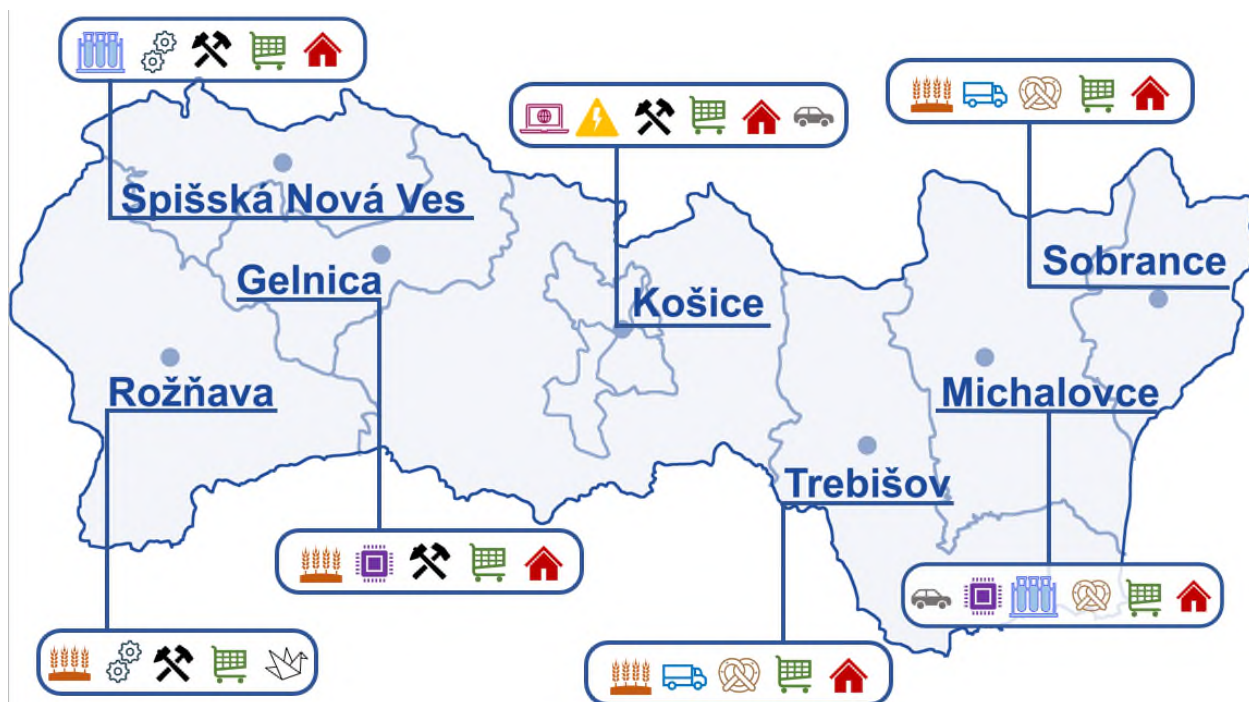 Spišská Nová Ves
Gelnica
Košice
Sobrance
Rožňava
Michalovce
Trebišov